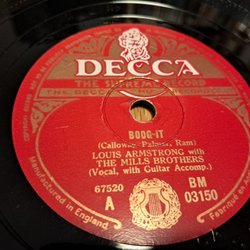 DECCA
THE SUPREME RECORD
BOOG-IT
(Calloway, Palmer, Ram)
LOUIS ARMSTRONG with
THE MILLS BROTHERS
(Vocal, with Guitar Accomp.)
67520
A
BM
03150
Manufactured in England